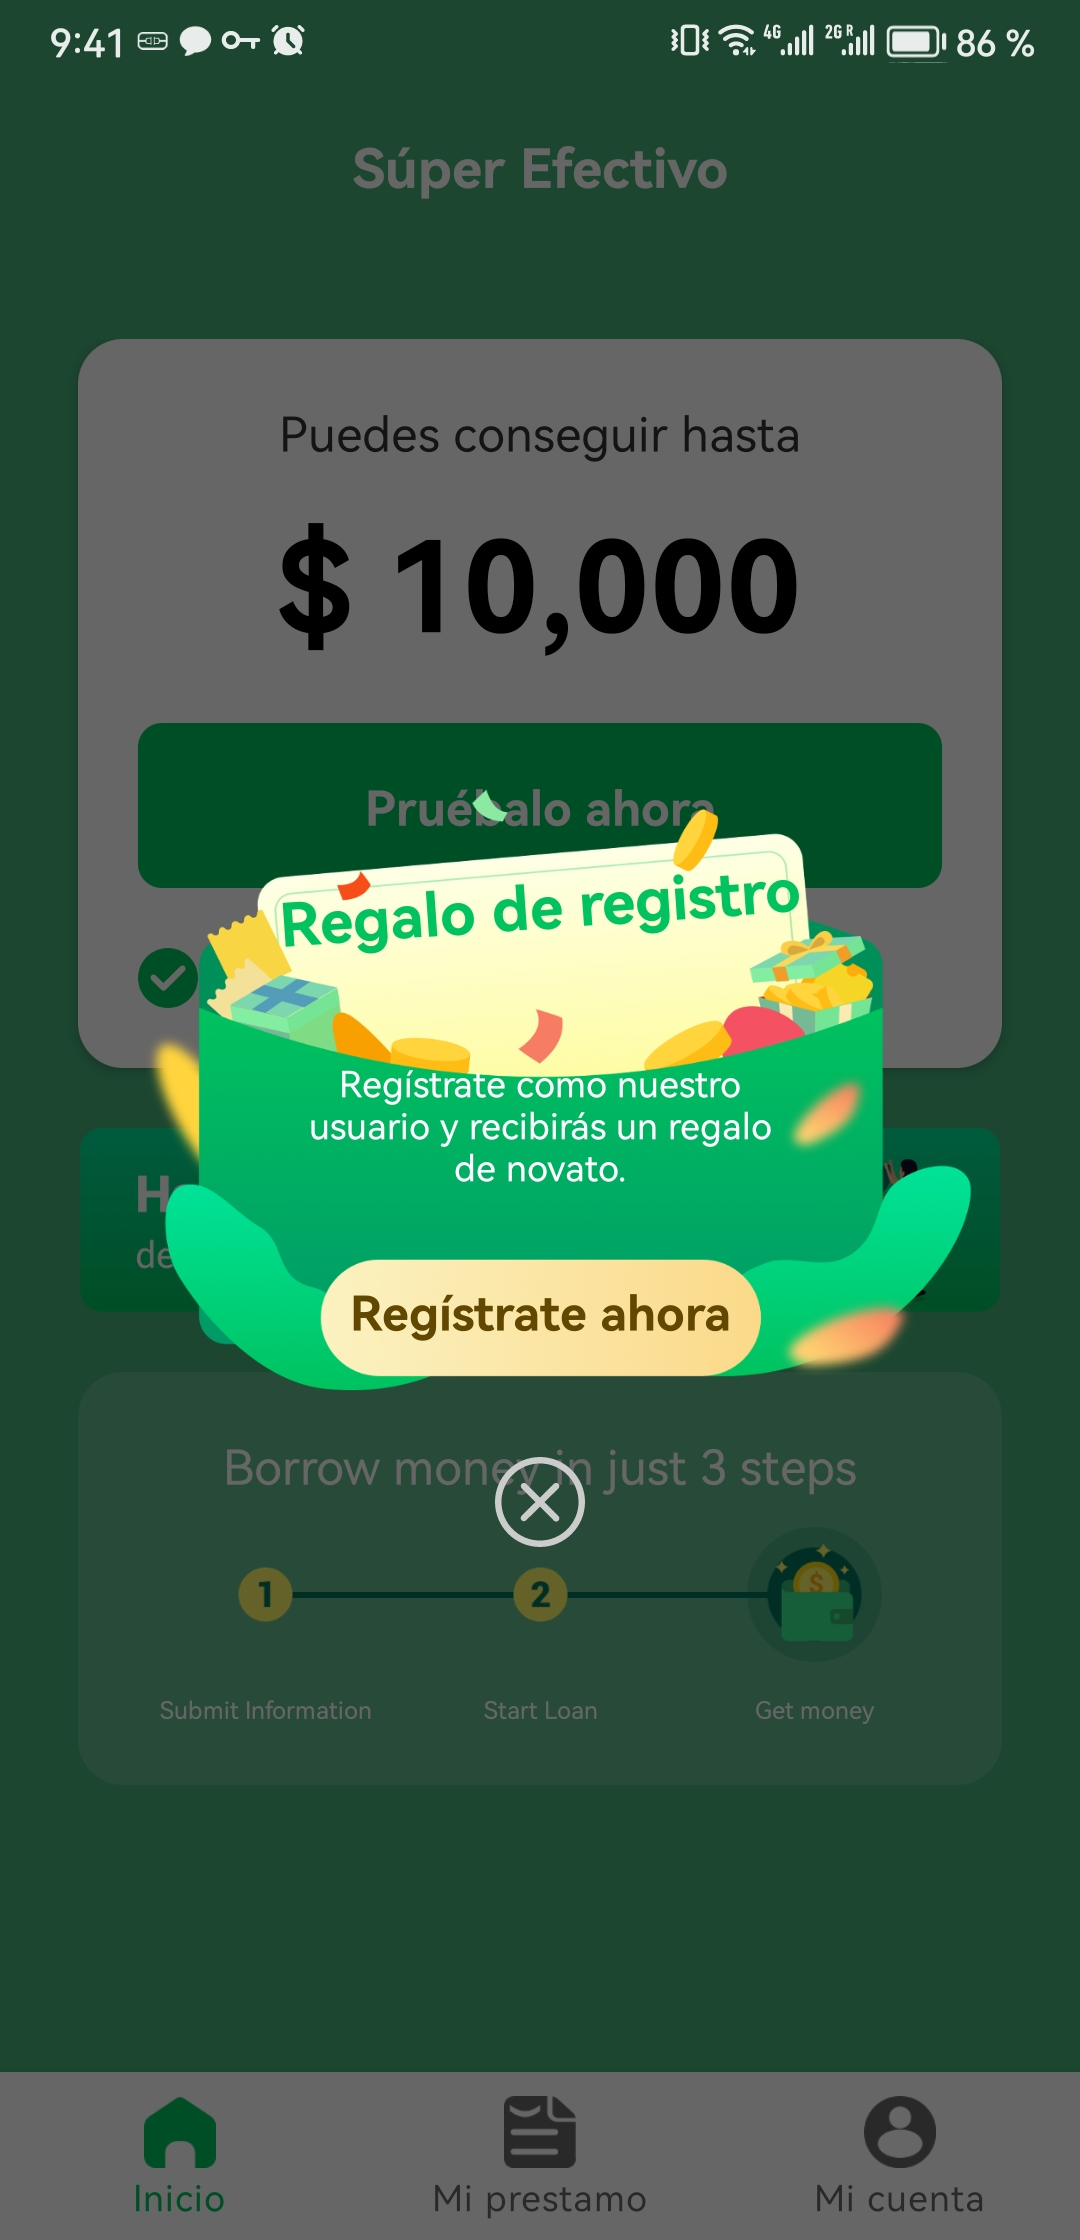 9:41
4G
2G R
86 %
Súper Efectivo
Puedes conseguir hasta
$ 10,000
Pruébalo ahora
Regalo de registro
Regístrate como nuestro
usuario y recibirás un regalo
de novato.
Regístrate ahora
Borrow money in just 3 steps
1
2
Submit Information
Start Loan
Get money
Inicio
Mi prestamo
Mi cuenta